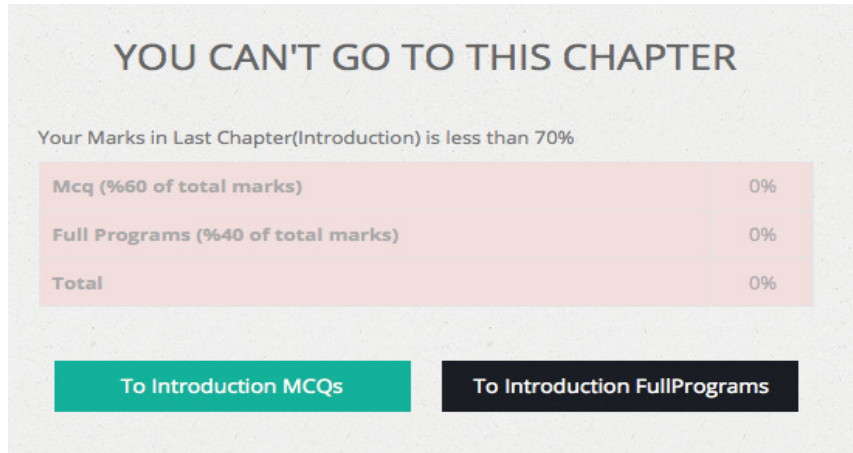 YOU CAN'T GO TO THIS CHAPTER
Your Marks in Last Chapter(Introduction) is less than 70%
Mcq (%60 of total marks) 0%
Full Programs (%40 of total marks) 0%
Total 0%
To Introduction MCQs To Introduction FullPrograms